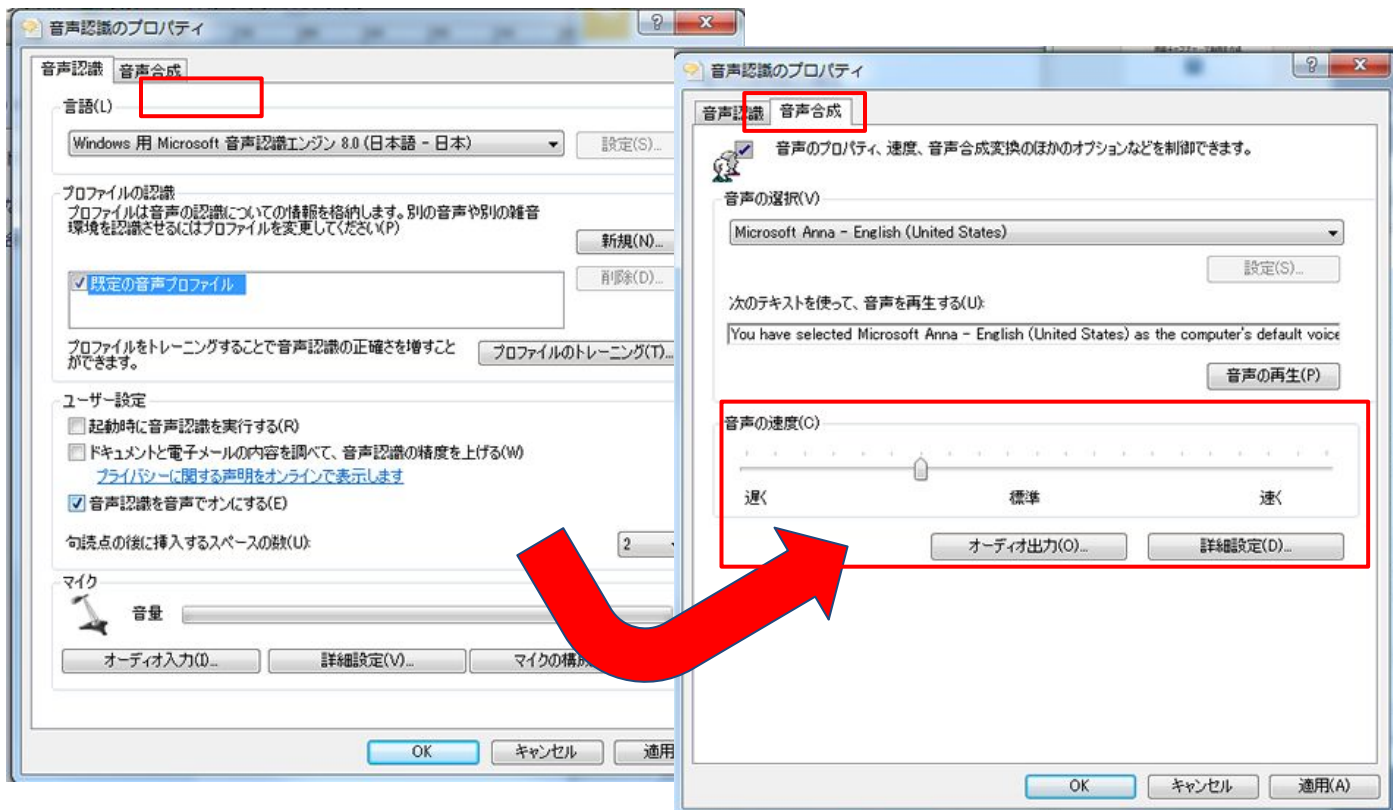 音声認識のプロパティ
音声認識 音声合成
言語(L)
Windows 用 Microsoft 音声認識エンジン 8.0 (日本語 - 日本)
設定(S)...
プロファイルの認識
プロファイルは音声の認識についての情報を格納します。別の音声や別の雑音
環境を認識させるにはプロファイルを変更してください(P)
新規(N)...
既定の音声プロファイル
削除(D)...
プロファイルをトレーニングすることで音声認識の正確さを増すこと
ができます。
プロファイルのトレーニング(T)...
ユーザー設定
起動時に音声認識を実行する(R)
ドキュメントと電子メールの内容を調べて、音声認識の精度を上げる(W)
プライバシーに関する声明をオンラインで表示します
音声認識を音声でオンにする(E)
句読点の後に挿入するスペースの数(U):
2
マイク
音量
オーディオ入力(I)...
詳細設定(V)...
マイクの構成
OK
キャンセル
適用
音声認識のプロパティ
音声認識 音声合成
音声のプロパティ、速度、音声合成変換のほかのオプションなどを制御できます。
音声の選択(V)
Microsoft Anna - English (United States)
設定(S)...
次のテキストを使って、音声を再生する(U):
You have selected Microsoft Anna - English (United States) as the computer's default voice
音声の再生(P)
音声の速度(C)
遅く 標準 速く
オーディオ出力(O)...
詳細設定(D)...
OK
キャンセル
適用(A)